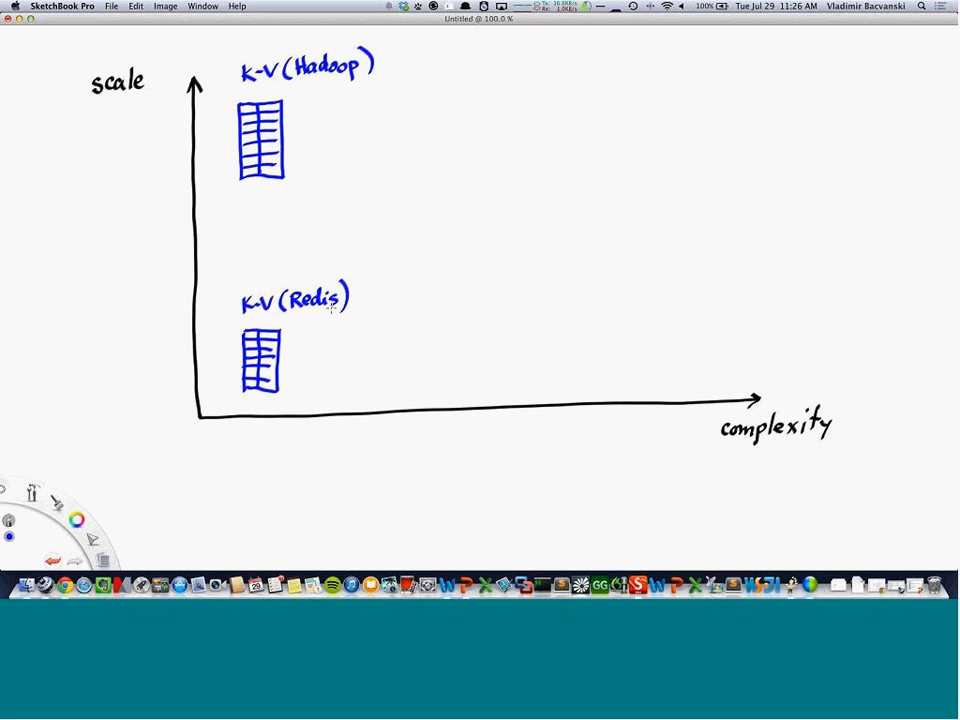 SketchBook Pro File Edit Image Window Help 100% Tue Jul 29 11:26 AM Vladimir Bacvanski
Untitled @ 100.0 %
scale
K-V (Hadoop)
K-V (Redis)
complexity